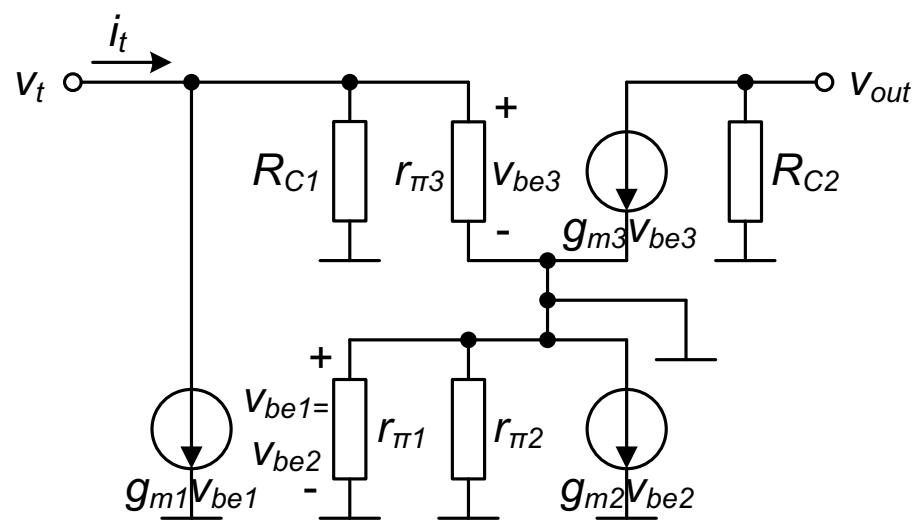 i_t
v_t
v_out
R_C1
r_π3
+
v_be3
-
g_m3v_be3
R_C2
+
v_be1=
v_be2
-
r_π1
r_π2
g_m1v_be1
g_m2v_be2